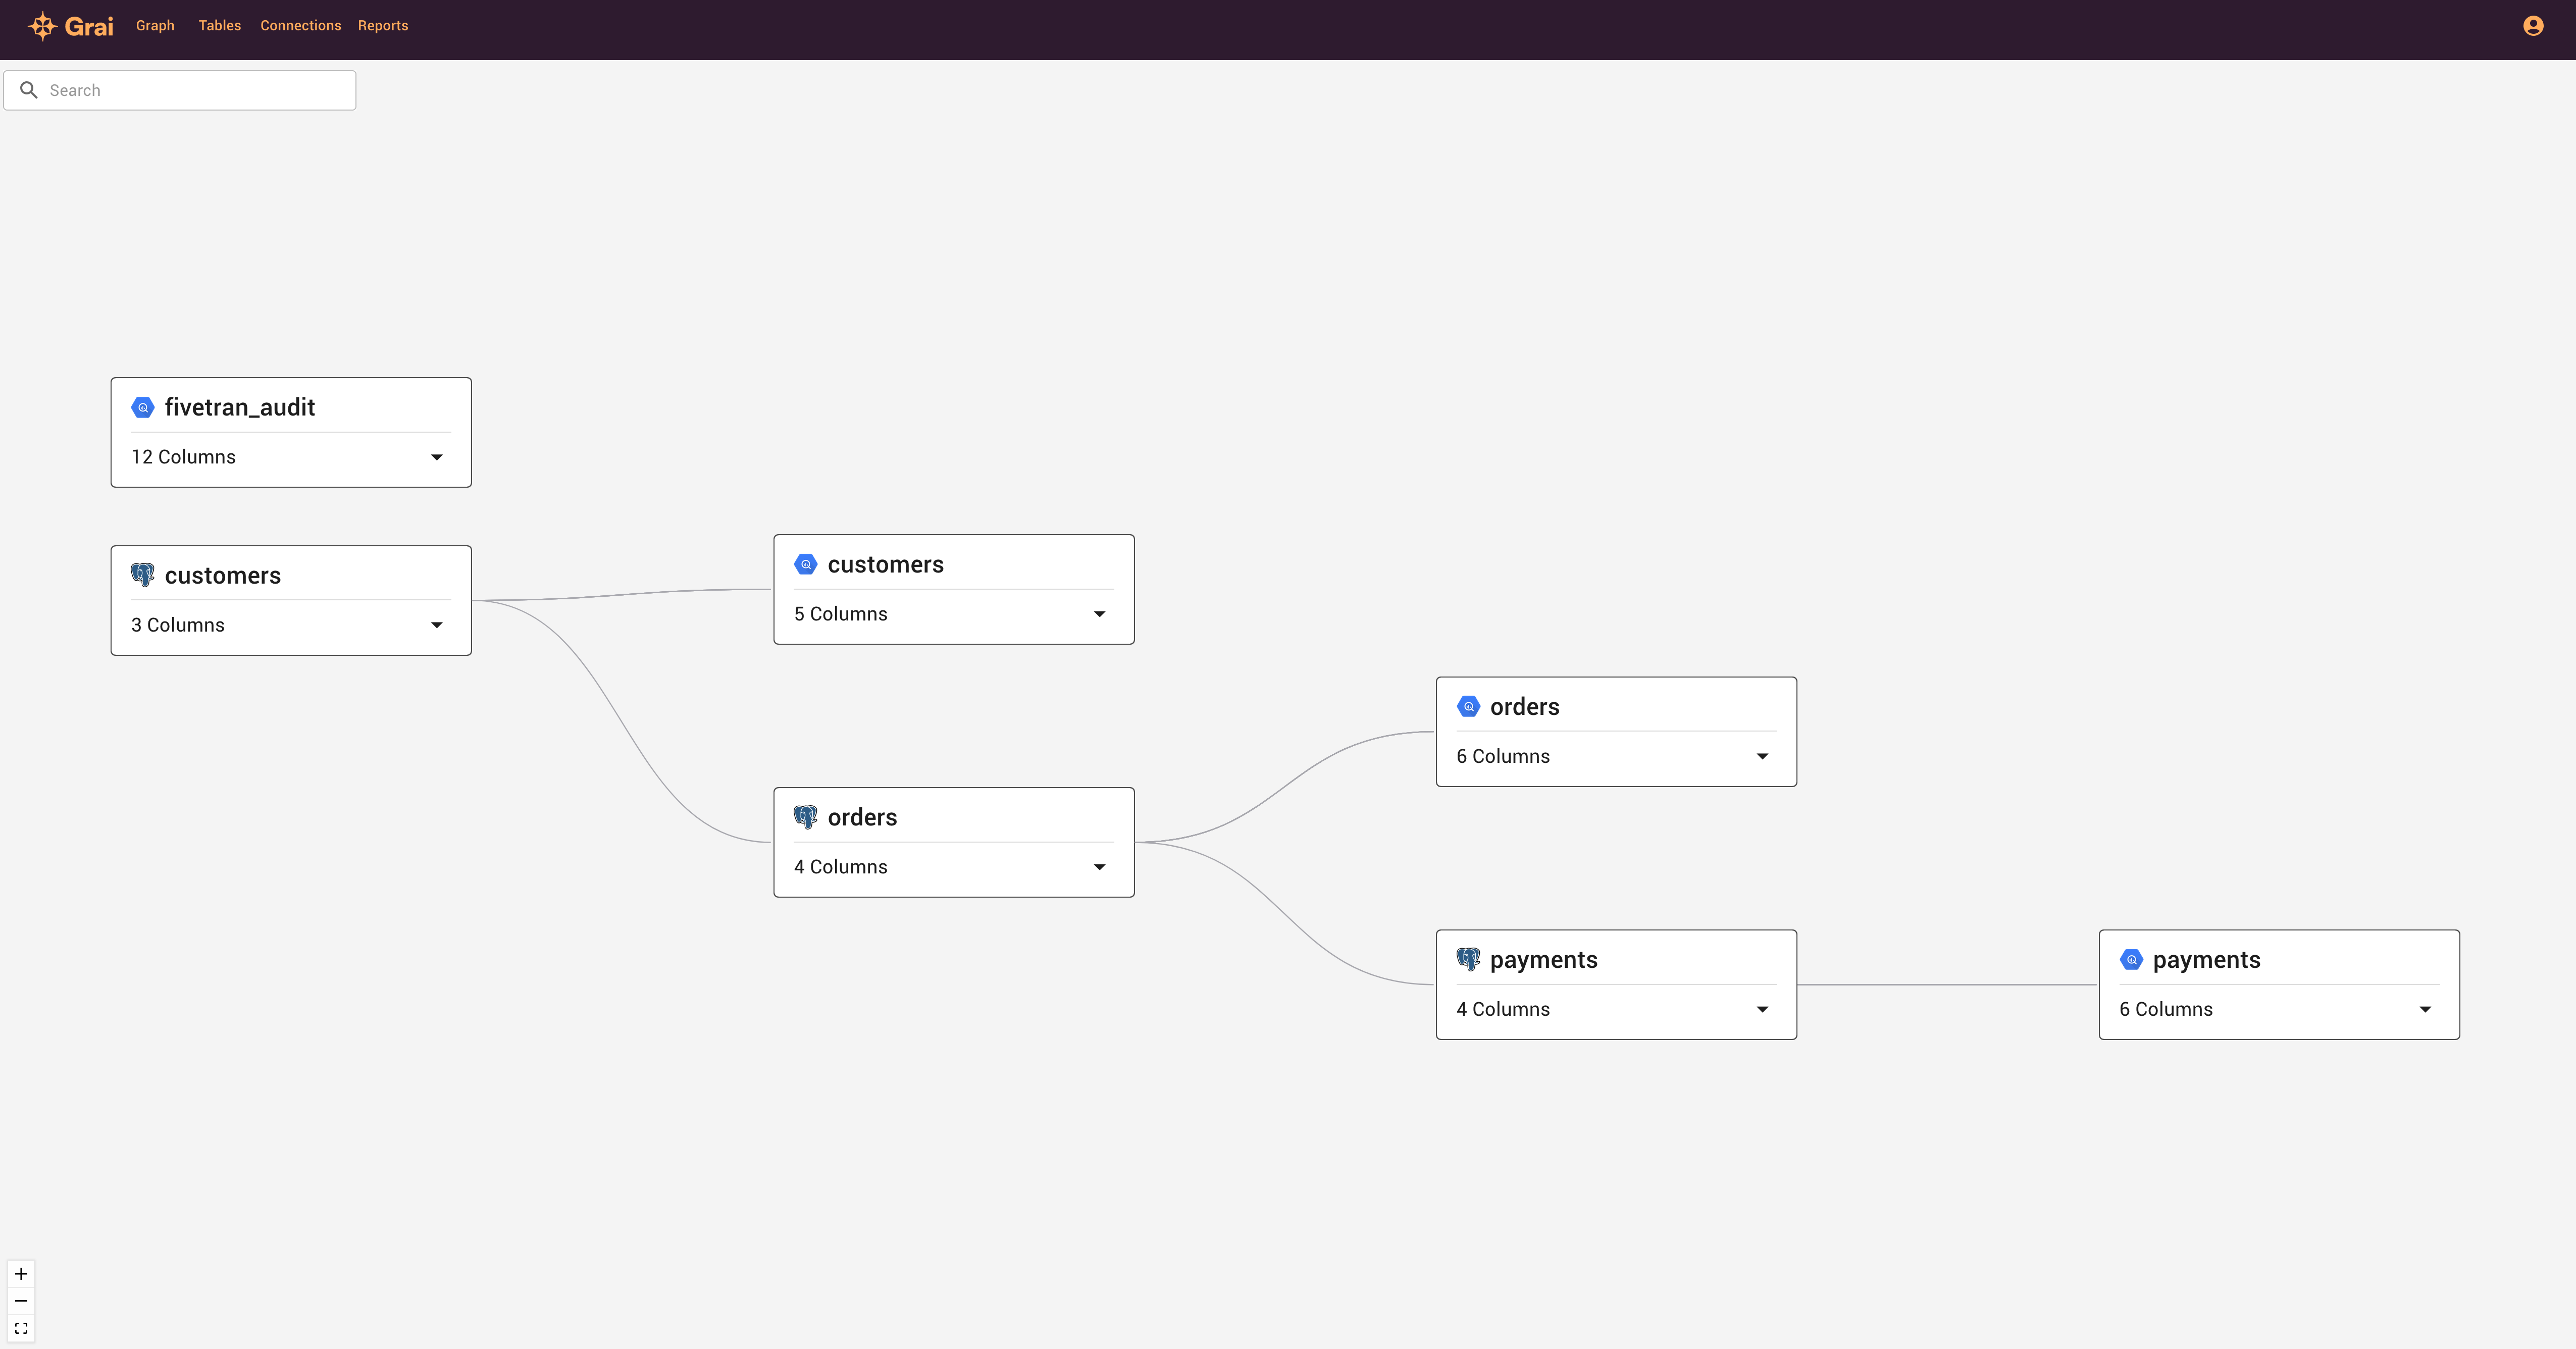 Grai Graph Tables Connections Reports
Search
fivetran_audit
12 Columns
customers
3 Columns
customers
5 Columns
orders
4 Columns
orders
6 Columns
payments
4 Columns
payments
6 Columns